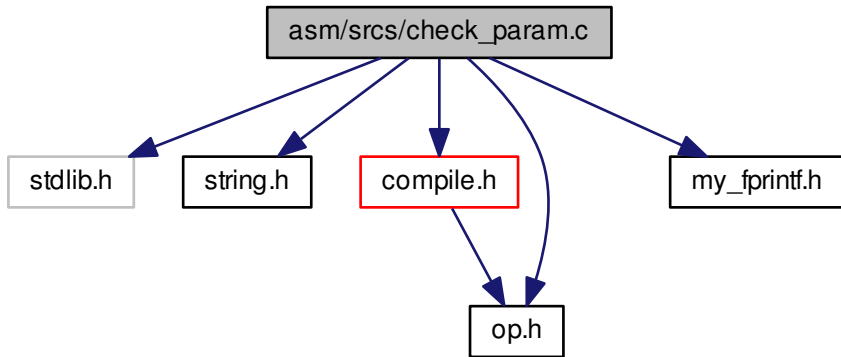 asm/srcs/check_param.c
stdlib.h
string.h
compile.h
my_fprintf.h
op.h